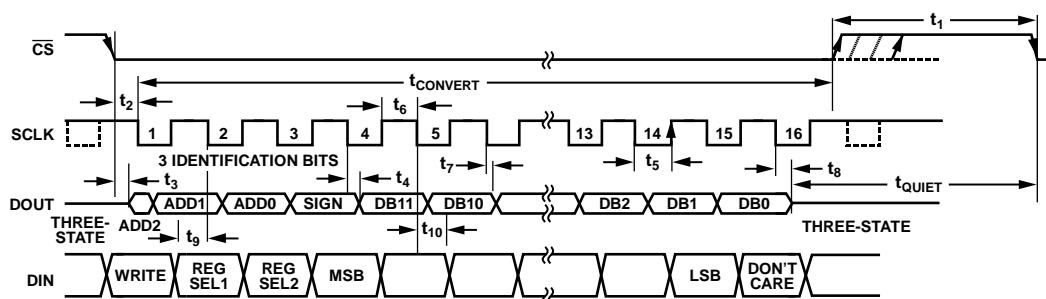 t1
CS
tCONVERT
t2
t6
SCLK
1 2 3 4 5 13 14 15 16
3 IDENTIFICATION BITS
t7
t5
t8
t3
t4
tQUIET
DOUT
ADD1 ADD0 SIGN DB11 DB10 DB2 DB1 DB0
THREE-STATE
ADD2
THREE-STATE
t9
t10
DIN
WRITE REG SEL1 REG SEL2 MSB LSB DON'T CARE